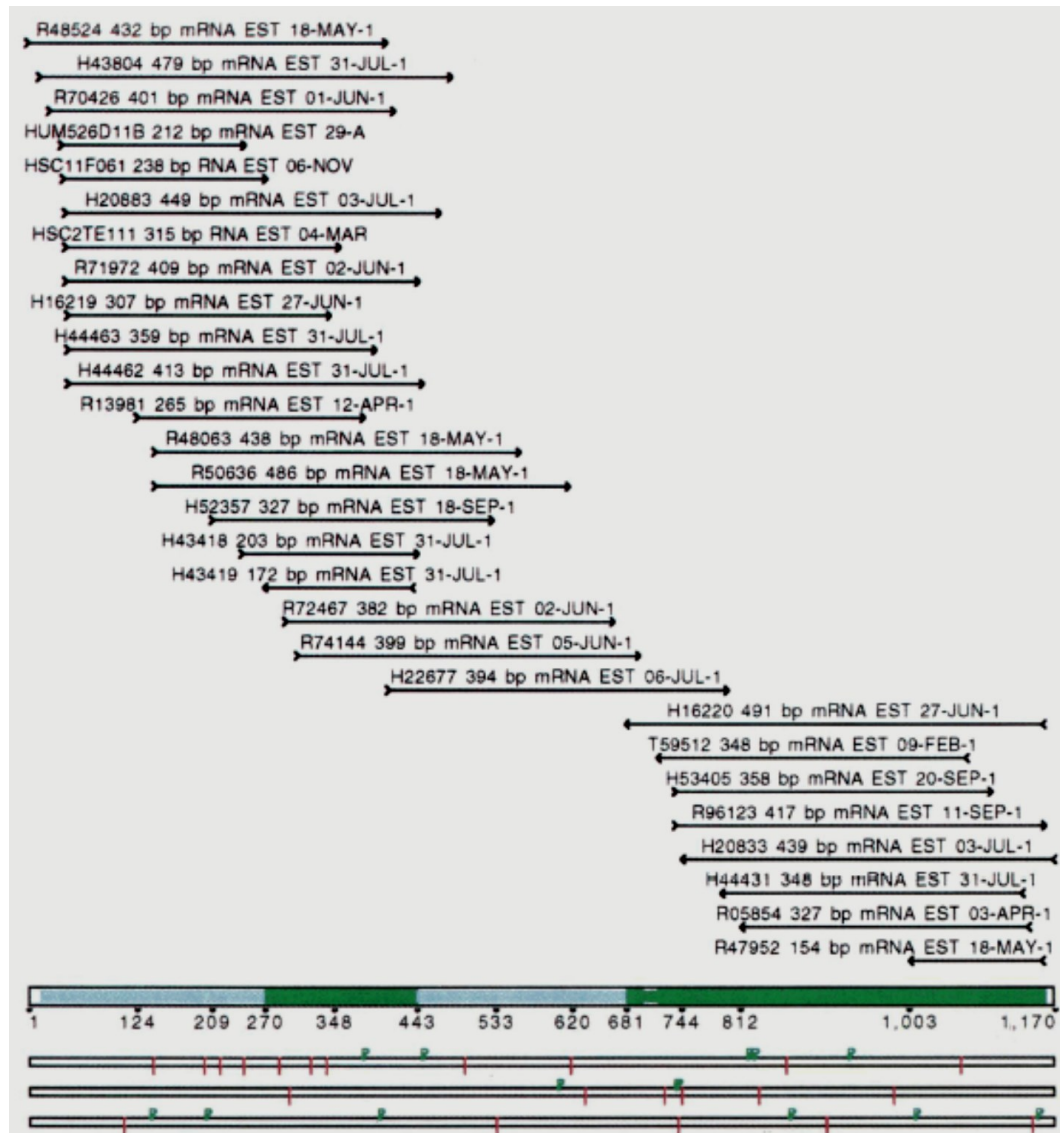 R48524 432 bp mRNA EST 18-MAY-1
H43804 479 bp mRNA EST 31-JUL-1
R70426 401 bp mRNA EST 01-JUN-1
HUM526D11B 212 bp mRNA EST 29-A
HSC11F061 238 bp RNA EST 06-NOV
H20883 449 bp mRNA EST 03-JUL-1
HSC2TE111 315 bp RNA EST 04-MAR
R71972 409 bp mRNA EST 02-JUN-1
H16219 307 bp mRNA EST 27-JUN-1
H44463 359 bp mRNA EST 31-JUL-1
H44462 413 bp mRNA EST 31-JUL-1
R13981 265 bp mRNA EST 12-APR-1
R48063 438 bp mRNA EST 18-MAY-1
R50636 486 bp mRNA EST 18-MAY-1
H52357 327 bp mRNA EST 18-SEP-1
H43418 203 bp mRNA EST 31-JUL-1
H43419 172 bp mRNA EST 31-JUL-1
R72467 382 bp mRNA EST 02-JUN-1
R74144 399 bp mRNA EST 05-JUN-1
H22677 394 bp mRNA EST 06-JUL-1
H16220 491 bp mRNA EST 27-JUN-1
T59512 348 bp mRNA EST 09-FEB-1
H53405 358 bp mRNA EST 20-SEP-1
R96123 417 bp mRNA EST 11-SEP-1
H20833 439 bp mRNA EST 03-JUL-1
H44431 348 bp mRNA EST 31-JUL-1
R05854 327 bp mRNA EST 03-APR-1
R47952 154 bp mRNA EST 18-MAY-1
1 124 209 270 348 443 533 620 681 744 812 1,003 1,170